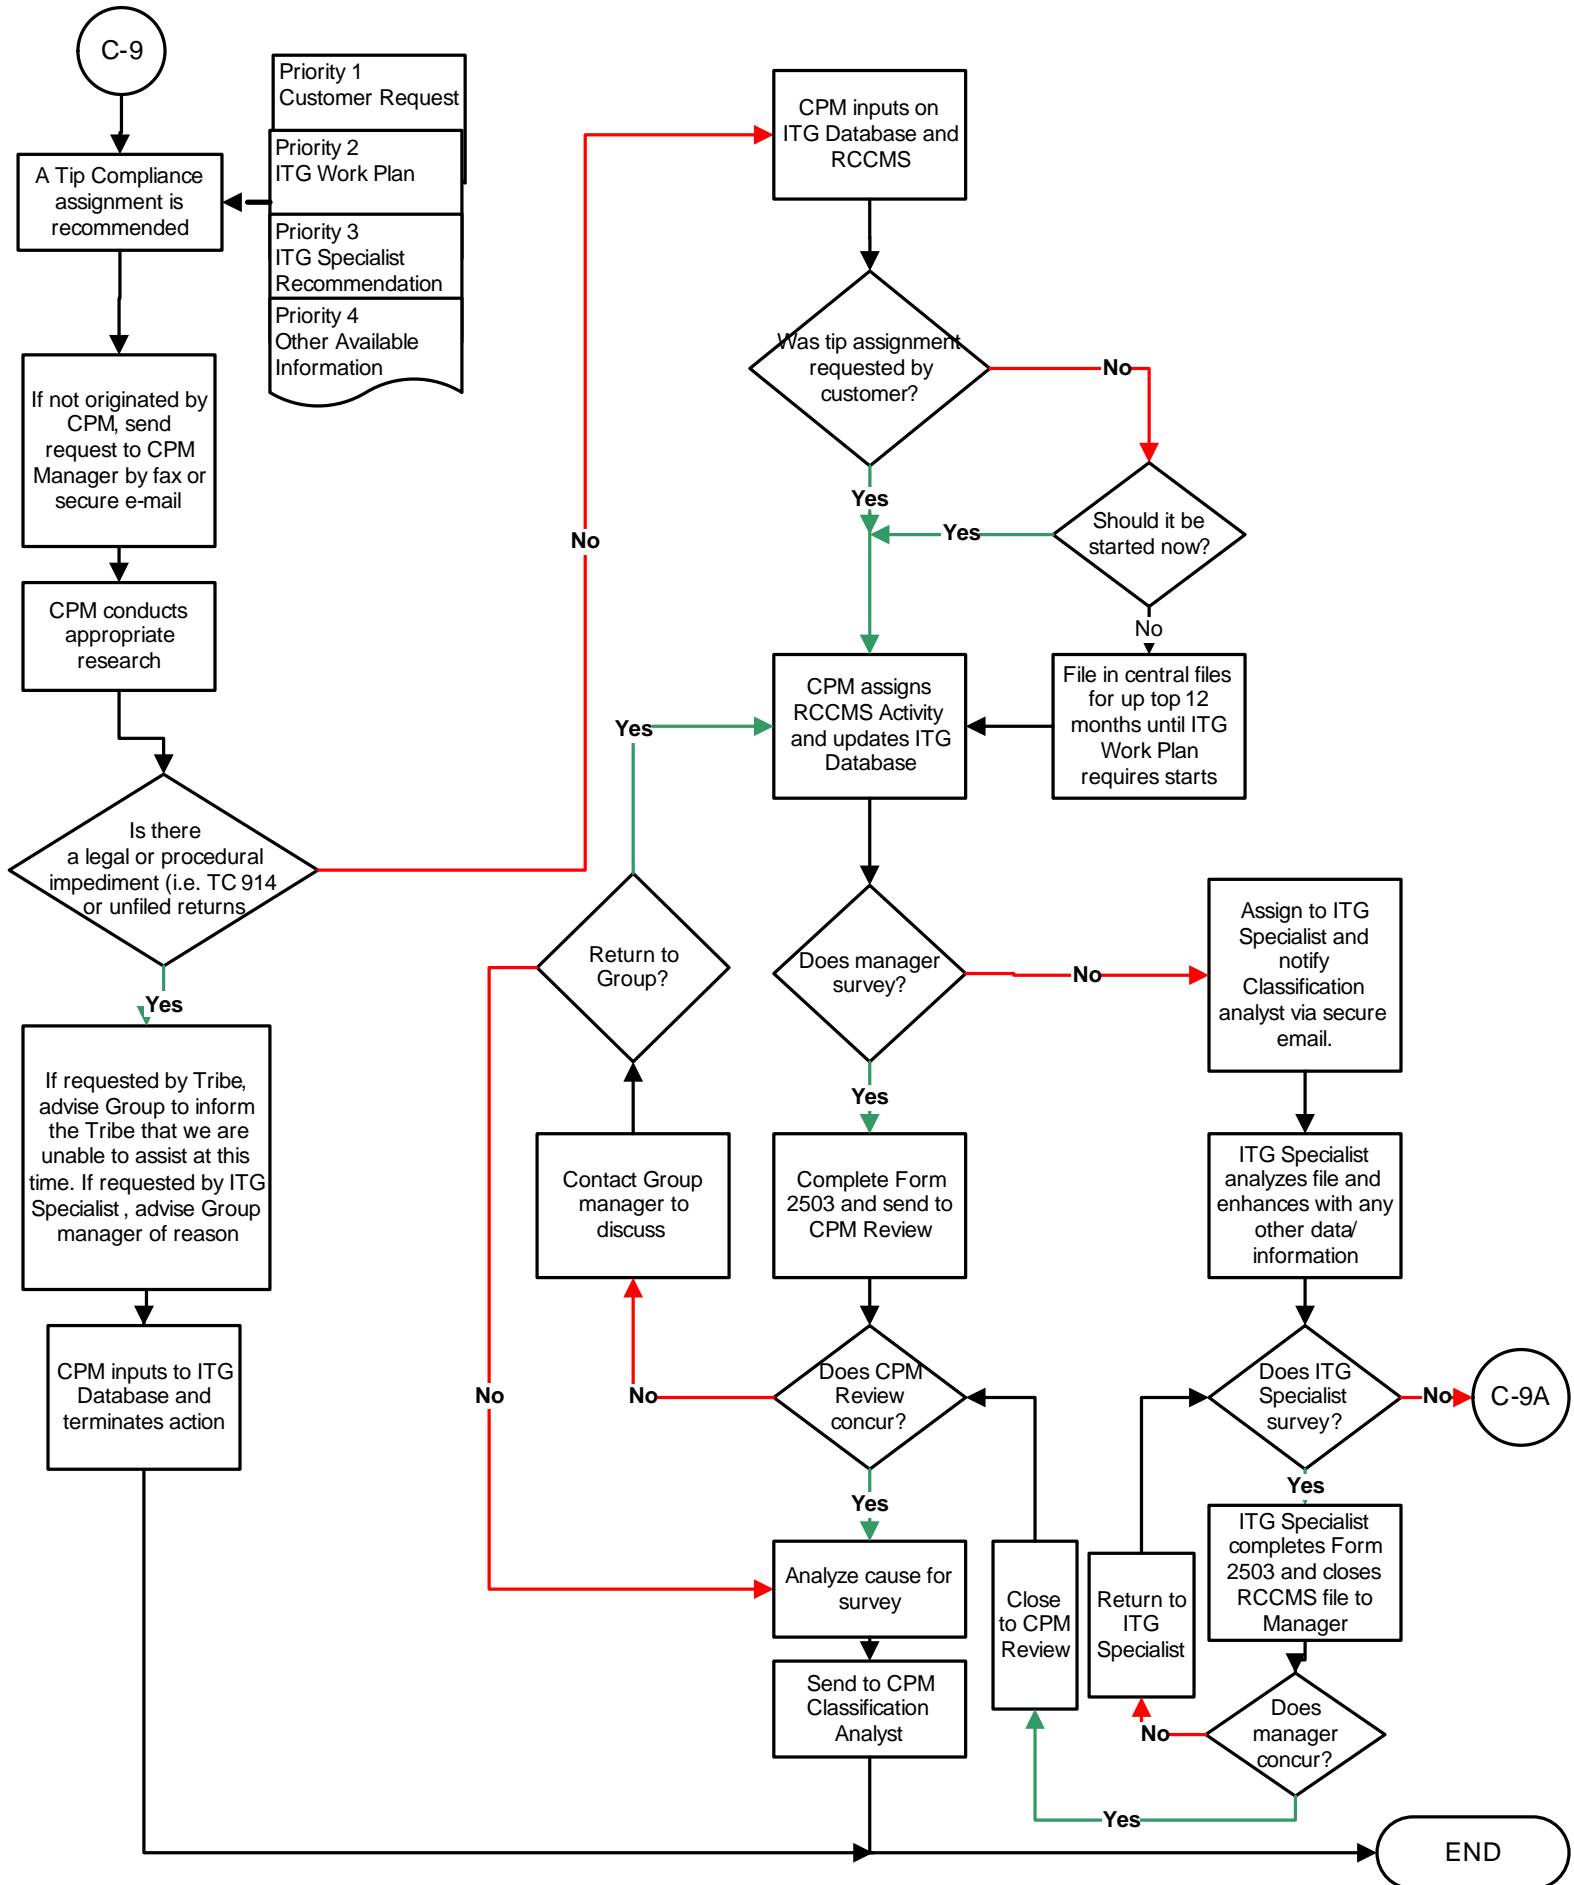 C-9
Priority 1
Customer Request
Priority 2
ITG Work Plan
Priority 3
ITG Specialist
Recommendation
Priority 4
Other Available
Information
A Tip Compliance
assignment is
recommended
If not originated by
CPM, send
request to CPM
Manager by fax or
secure e-mail
CPM conducts
appropriate
research
Is there
a legal or procedural
impediment (i.e. TC 914
or unfiled returns
Yes
If requested by Tribe,
advise Group to inform
the Tribe that we are
unable to assist at this
time. If requested by ITG
Specialist , advise Group
manager of reason
CPM inputs to ITG
Database and
terminates action
No
CPM inputs on
ITG Database and
RCCMS
Was tip assignment
requested by
customer?
No
Yes
Should it be
started now?
Yes
No
File in central files
for up top 12
months until ITG
Work Plan
requires starts
CPM assigns
RCCMS Activity
and updates ITG
Database
Yes
Return to
Group?
No
Does manager
survey?
No
Yes
Assign to ITG
Specialist and
notify
Classification
analyst via secure
email.
Contact Group
manager to
discuss
Complete Form
2503 and send to
CPM Review
ITG Specialist
analyzes file and
enhances with any
other data/
information
Does CPM
Review
concur?
No
Yes
Does ITG
Specialist
survey?
No
C-9A
Yes
Analyze cause for
survey
Send to CPM
Classification
Analyst
Close
to CPM
Review
Return to
ITG
Specialist
ITG Specialist
completes Form
2503 and closes
RCCMS file to
Manager
Does
manager
concur?
No
Yes
END